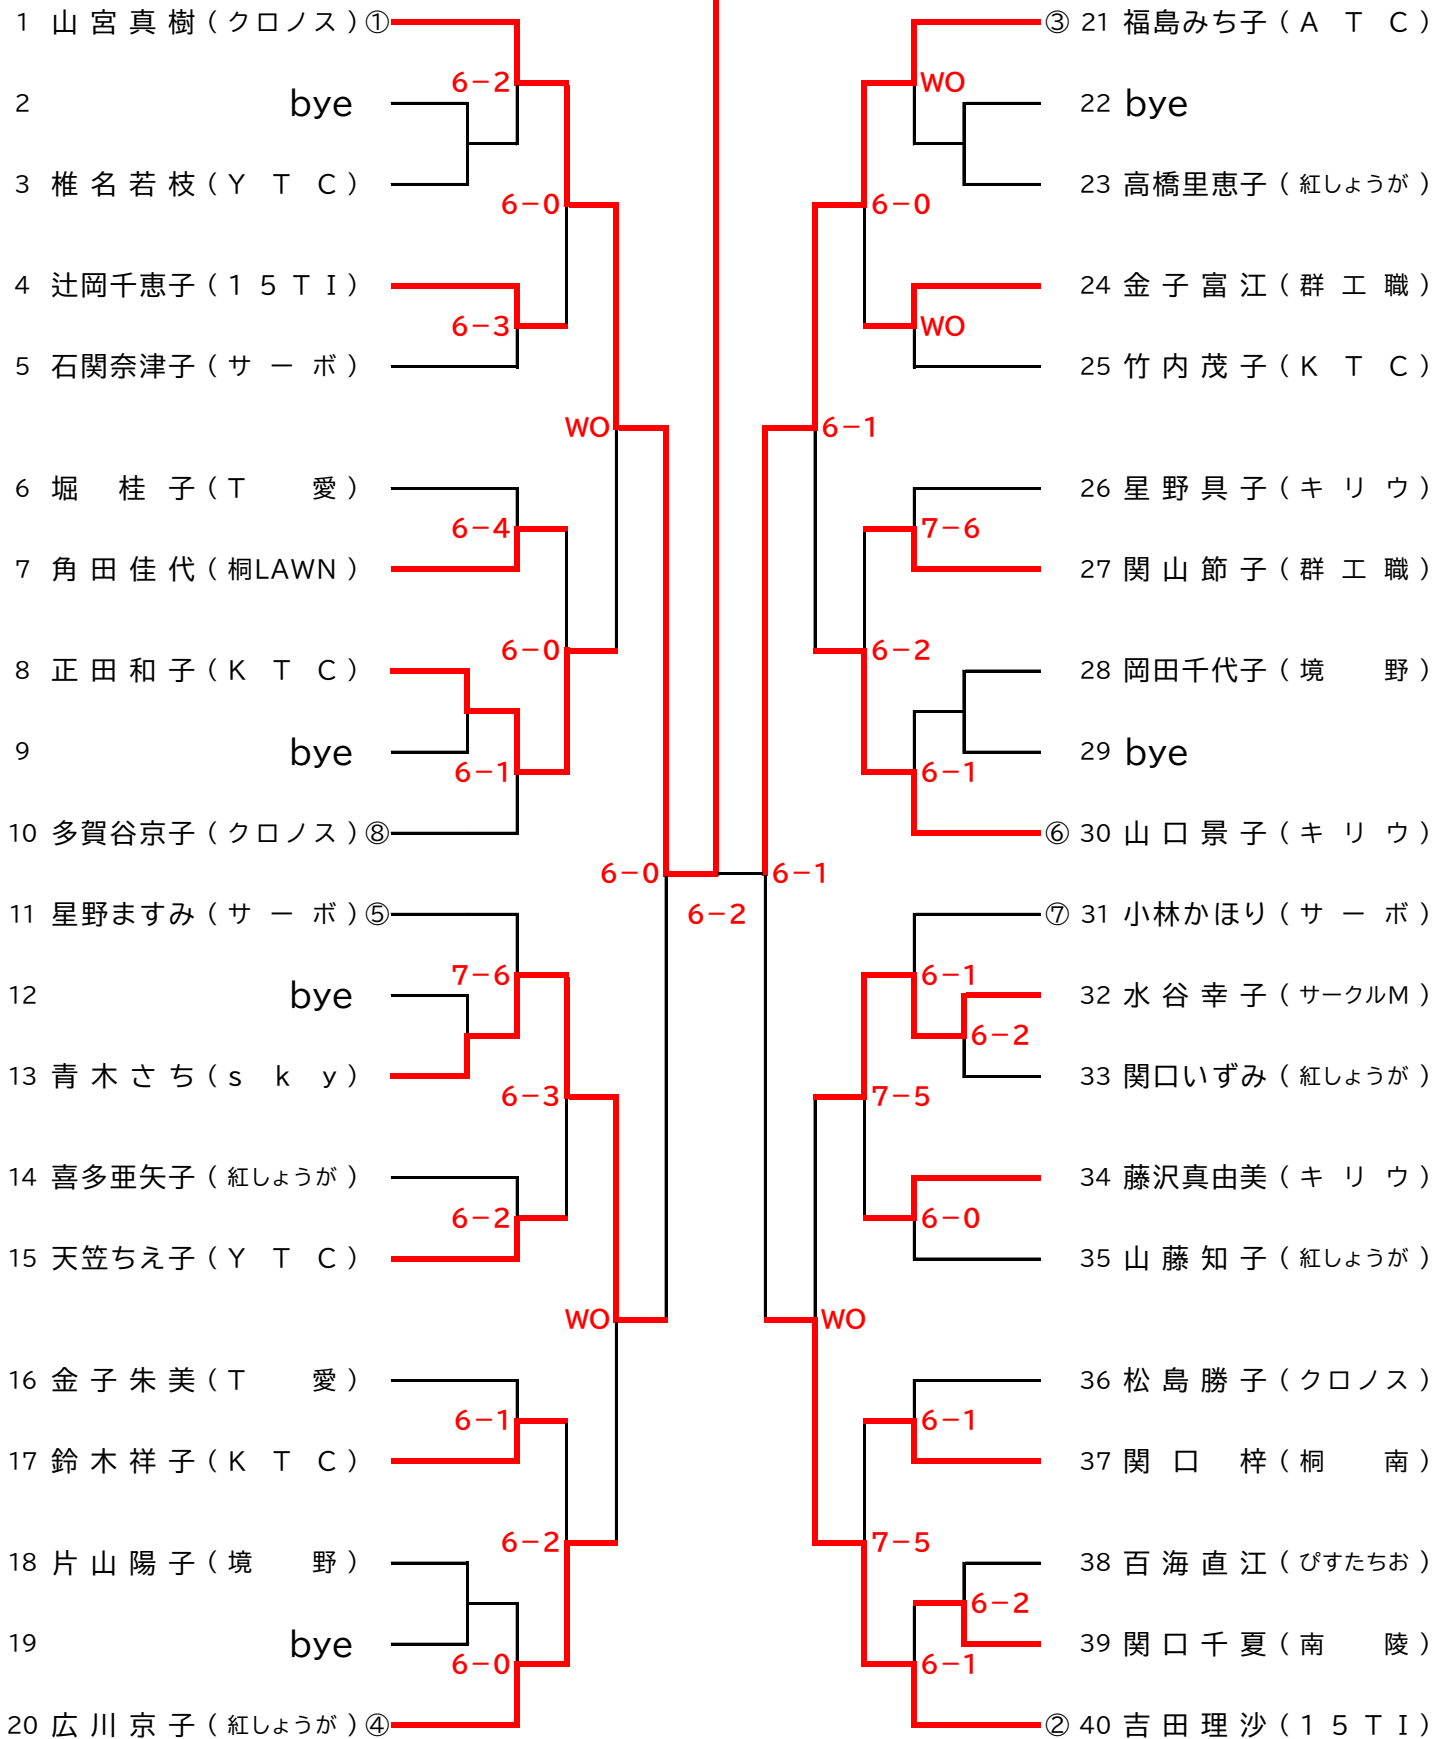 1 山宮真樹（クロノス）①
2 bye
3 椎名若枝（ＹＴＣ）
4 辻岡千恵子（１５ＴＩ）
5 石関奈津子（サーボ）
6 堀 桂子（Ｔ 愛）
7 角田佳代（桐LAWN）
8 正田和子（ＫＴＣ）
9 bye
10 多賀谷京子（クロノス）⑧
11 星野ますみ（サーボ）⑤
12 bye
13 青木さち（ｓｋｙ）
14 喜多亜矢子（紅しょうが）
15 天笠ちえ子（ＹＴＣ）
16 金子朱美（Ｔ 愛）
17 鈴木祥子（ＫＴＣ）
18 片山陽子（境 野）
19 bye
20 広川京子（紅しょうが）④
6-2
6-0
6-3
WO
6-4
6-0
6-1
6-0
7-6
6-3
6-2
WO
6-1
6-2
6-0
6-2
③ 21 福島みち子（ＡＴＣ）
22 bye
23 高橋里恵子（紅しょうが）
24 金子富江（群工職）
25 竹内茂子（ＫＴＣ）
26 星野具子（キリウ）
27 関山節子（群工職）
28 岡田千代子（境 野）
29 bye
⑥ 30 山口景子（キリウ）
⑦ 31 小林かほり（サーボ）
32 水谷幸子（サークルＭ）
33 関口いずみ（紅しょうが）
34 藤沢真由美（キリウ）
35 山藤知子（紅しょうが）
36 松島勝子（クロノス）
37 関口 梓（桐 南）
38 百海直江（ぴすたちお）
39 関口千夏（南 陵）
② 40 吉田理沙（１５ＴＩ）
WO
6-0
WO
6-1
7-6
6-2
6-1
6-1
6-1
6-2
7-5
6-0
WO
6-1
7-5
6-2
6-1